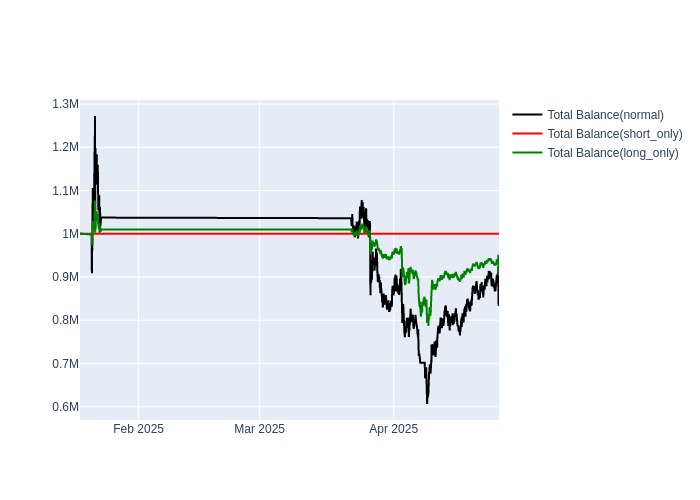 1.3M
1.2M
1.1M
1M
0.9M
0.8M
0.7M
0.6M
Feb 2025 Mar 2025 Apr 2025
Total Balance(normal)
Total Balance(short_only)
Total Balance(long_only)